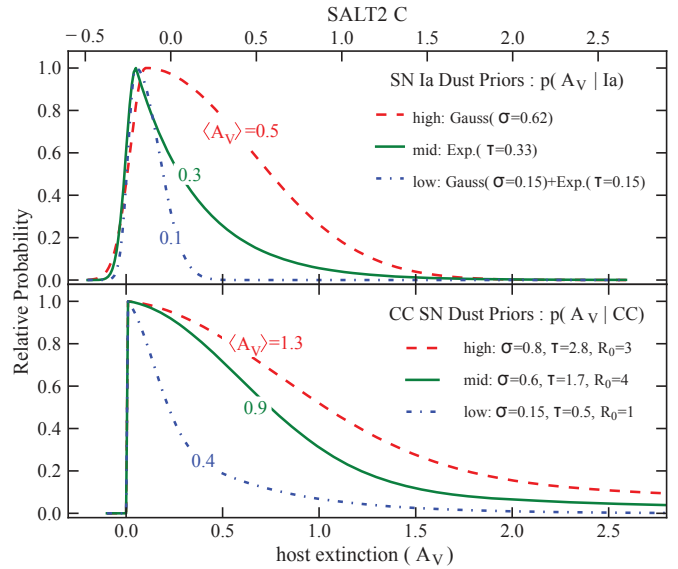 SALT2 C
−0.5 0.0 0.5 1.0 1.5 2.0 2.5
1.0
0.8
0.6
0.4
0.2
0.0
SN Ia Dust Priors : p( A_V | Ia)
high: Gauss( σ=0.62)
mid: Exp.( τ=0.33)
low: Gauss( σ=0.15)+Exp.( τ=0.15)
⟨A_V⟩=0.5
0.3
0.1
Relative Probability
1.0
0.8
0.6
0.4
0.2
0.0
CC SN Dust Priors : p( A_V | CC)
high: σ=0.8, τ=2.8, R₀=3
mid: σ=0.6, τ=1.7, R₀=4
low: σ=0.15, τ=0.5, R₀=1
⟨A_V⟩=1.3
0.9
0.4
0.0 0.5 1.0 1.5 2.0 2.5
host extinction ( A_V )